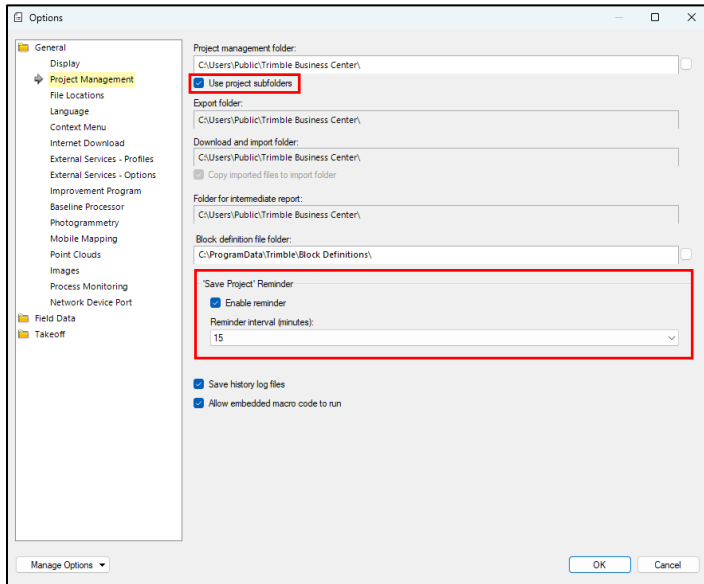 Options
General
Display
Project Management
File Locations
Language
Context Menu
Internet Download
External Services - Profiles
External Services - Options
Improvement Program
Baseline Processor
Photogrammetry
Mobile Mapping
Point Clouds
Images
Process Monitoring
Network Device Port
Field Data
Takeoff
Project management folder:
C:\Users\Public\Trimble Business Center\
Use project subfolders
Export folder:
C:\Users\Public\Trimble Business Center\
Download and import folder:
C:\Users\Public\Trimble Business Center\
Copy imported files to import folder
Folder for intermediate report:
C:\Users\Public\Trimble Business Center\
Block definition file folder:
C:\ProgramData\Trimble\Block Definitions\
'Save Project' Reminder
Enable reminder
Reminder interval (minutes):
15
Save history log files
Allow embedded macro code to run
Manage Options
OK
Cancel